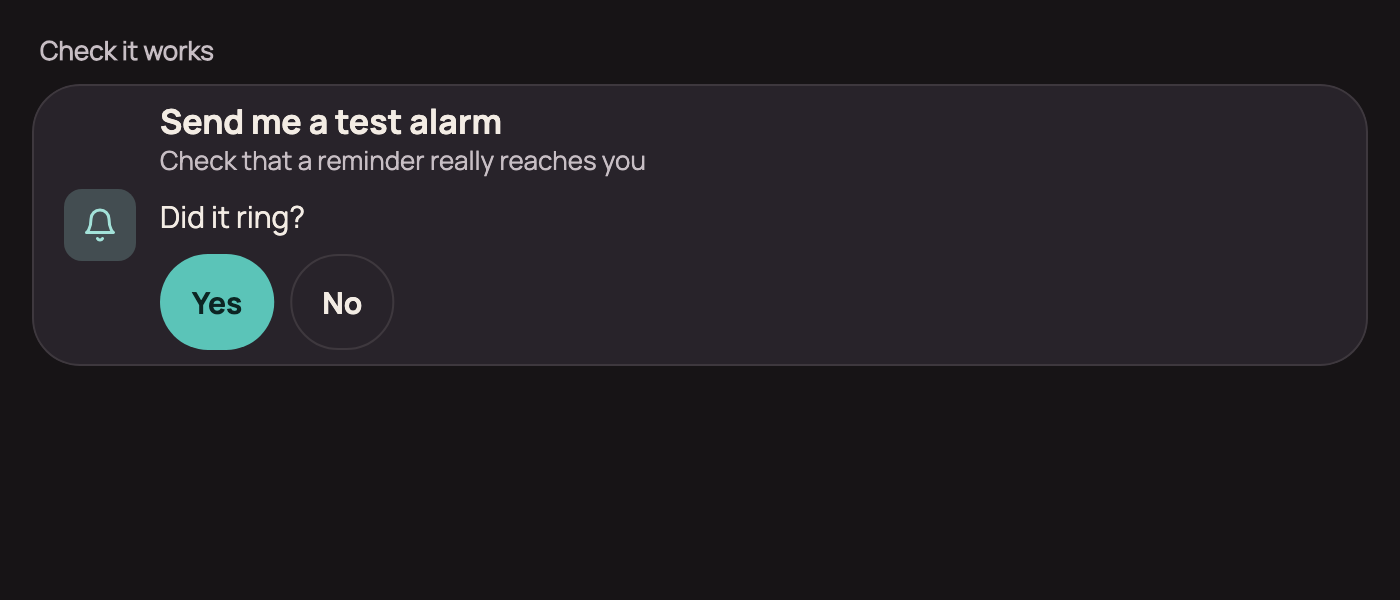 Check it works
Send me a test alarm
Check that a reminder really reaches you
Did it ring?
Yes
No